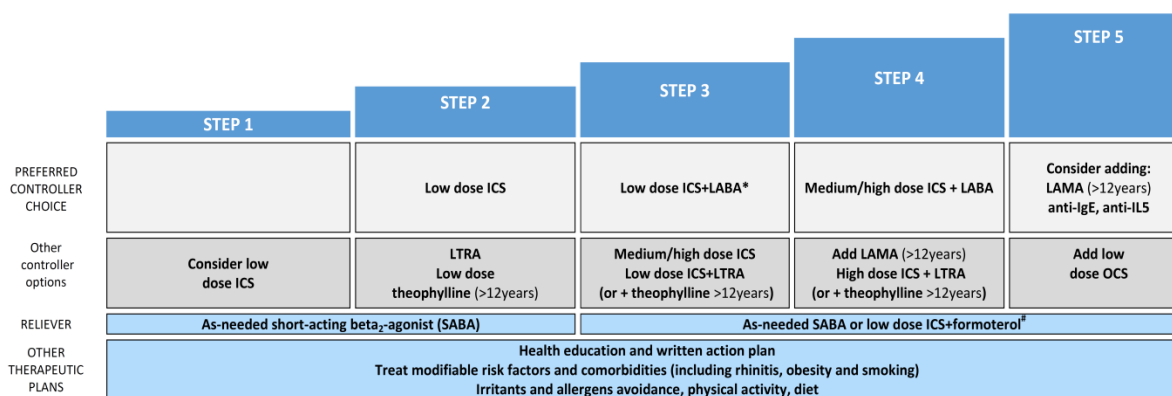 STEP 1
STEP 2
STEP 3
STEP 4
STEP 5
PREFERRED
CONTROLLER
CHOICE
Low dose ICS
Low dose ICS+LABA*
Medium/high dose ICS + LABA
Consider adding:
LAMA (>12years)
anti-IgE, anti-IL5
Other
controller
options
Consider low
dose ICS
LTRA
Low dose
theophylline (>12years)
Medium/high dose ICS
Low dose ICS+LTRA
(or + theophylline >12years)
Add LAMA (>12years)
High dose ICS + LTRA
(or + theophylline >12years)
Add low
dose OCS
RELIEVER
As-needed short-acting beta₂-agonist (SABA)
As-needed SABA or low dose ICS+formoterol#
OTHER
THERAPEUTIC
PLANS
Health education and written action plan
Treat modifiable risk factors and comorbidities (including rhinitis, obesity and smoking)
Irritants and allergens avoidance, physical activity, diet